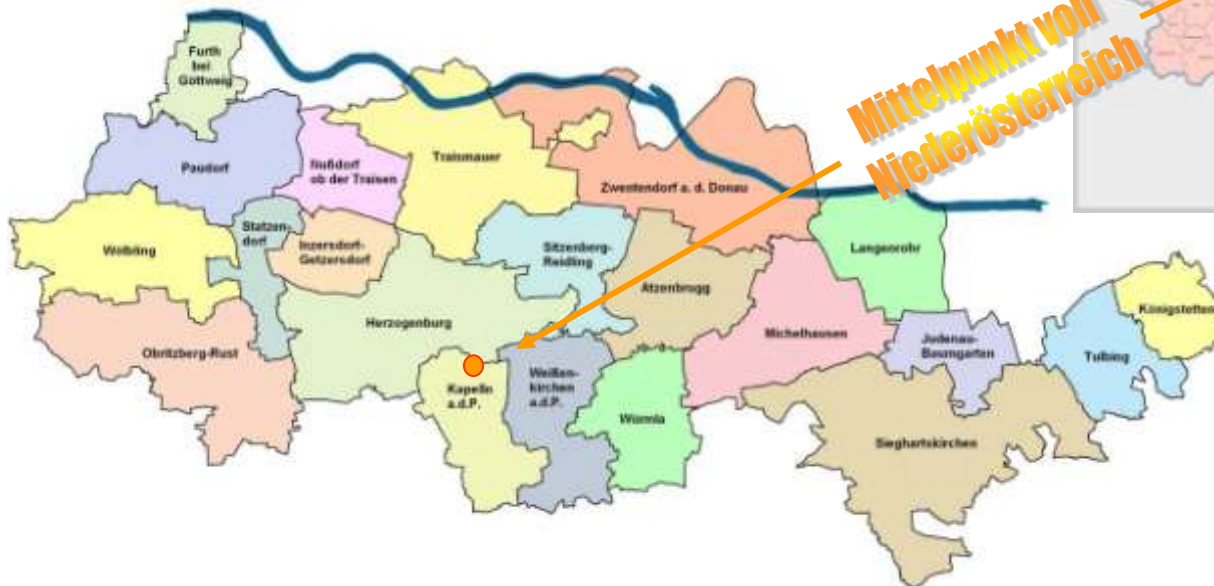 Furth
bei
Göttweig
Mittelpunkt von
Niederösterreich
Paudorf
Nußdorf
ob der Traisen
Traismauer
Zwentendorf a. d. Donau
Wölbling
Statzen-
dorf
Inzersdorf-
Getzersdorf
Sitzenberg-
Reidling
Langenrohr
Atzenbrugg
Königstetten
Herzogenburg
Michelhausen
Judenau-
Baumgarten
Tulbing
Obritzberg-Rust
Kapelln
a.d.P.
Weißen-
kirchen
a.d.P.
Würmla
Sieghartskirchen